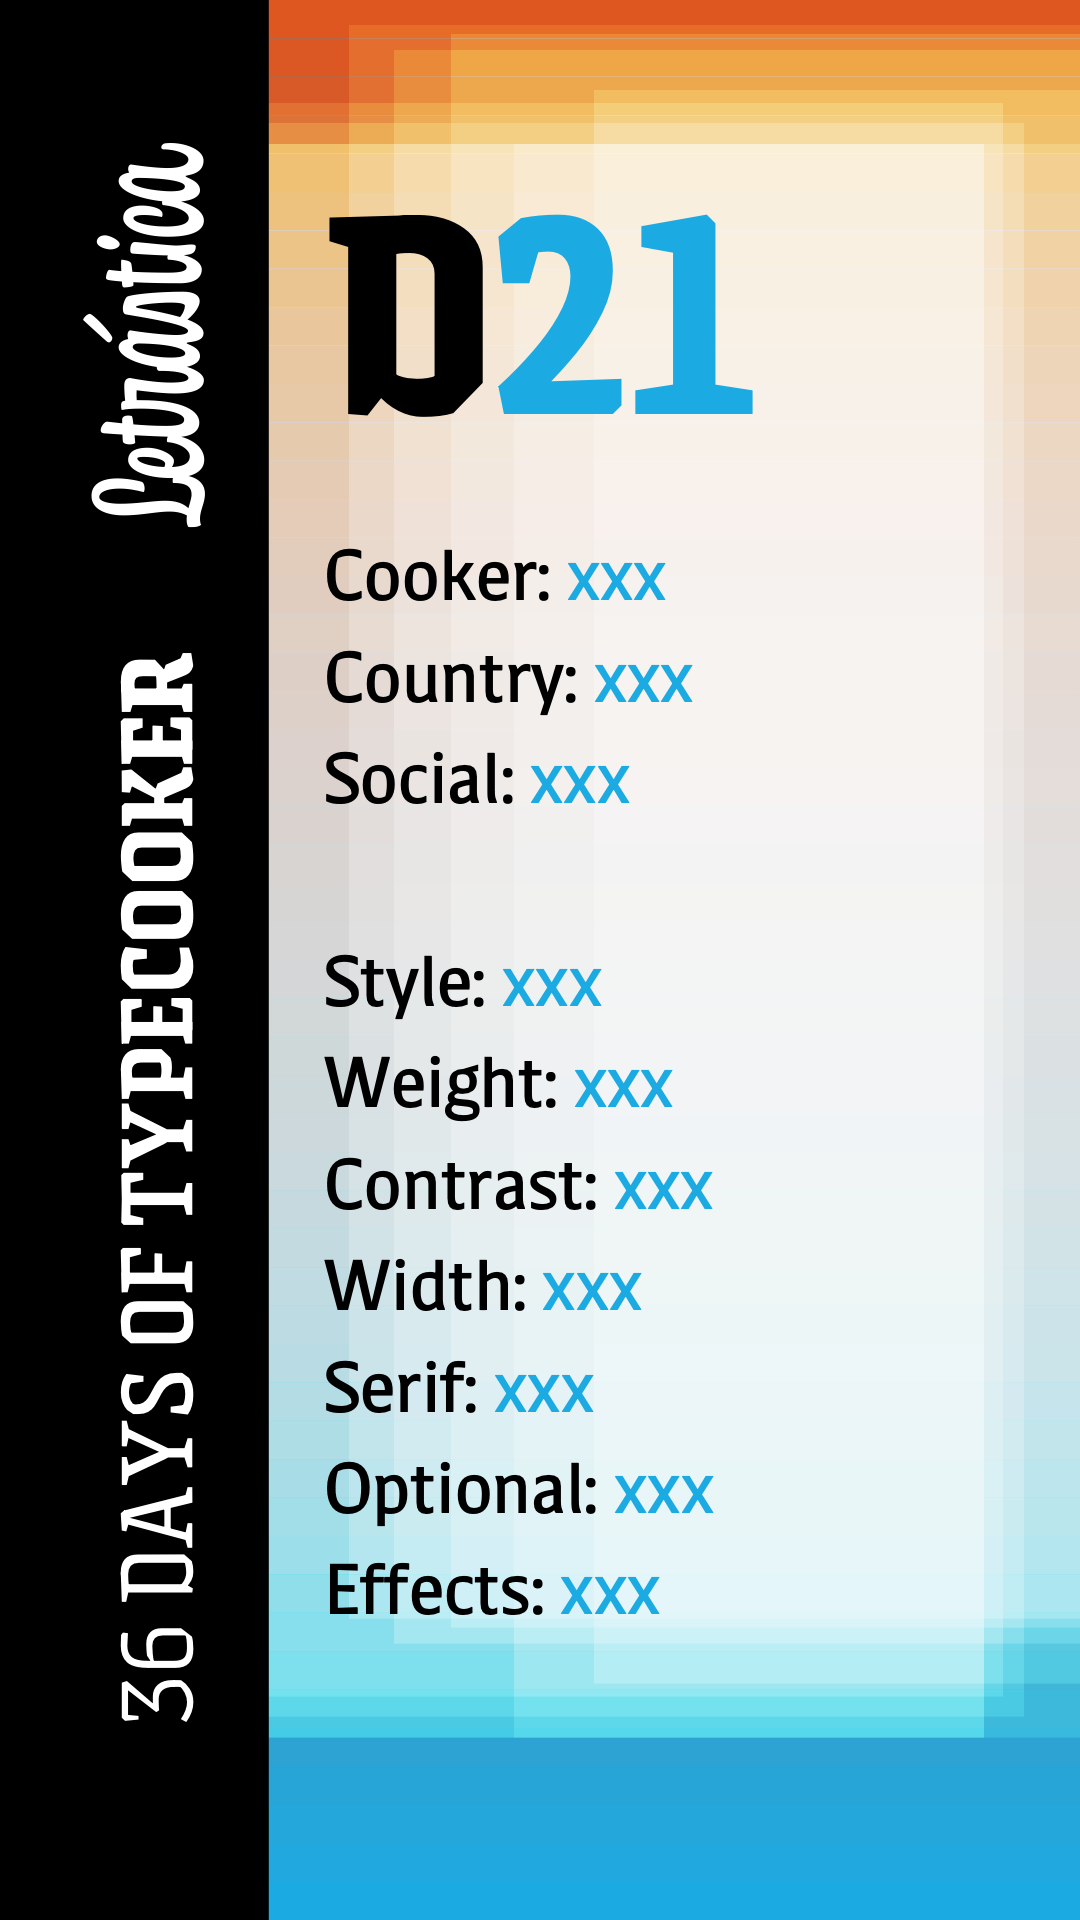 Letrástica
36 DAYS OF TYPECOOKER
D21
Cooker: xxx
Country: xxx
Social: xxx
Style: xxx
Weight: xxx
Contrast: xxx
Width: xxx
Serif: xxx
Optional: xxx
Effects: xxx